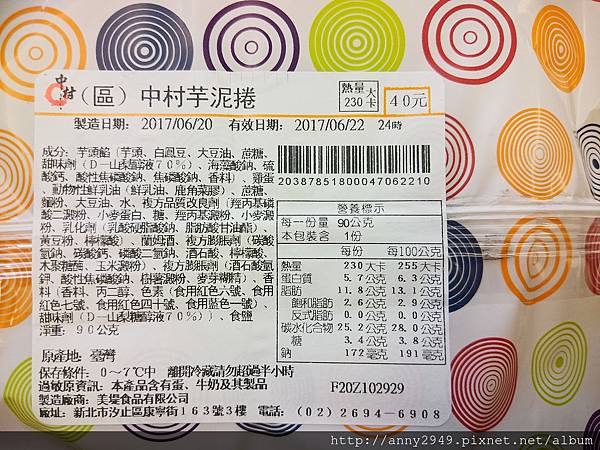 中村
(區)中村芋泥捲
熱量 大
230 卡
40元
製造日期: 2017/06/20 有效日期: 2017/06/22 24時
成分: 芋頭餡(芋頭、白鳳豆、大豆油、蔗糖、
甜味劑(D-山梨醇液70%)、海藻酸鈉、硫
酸鈣、酸性焦磷酸鈉、焦磷酸鈉、香料)、雞蛋
、動物性鮮乳油(鮮乳油、鹿角菜膠)、蔗糖、
麵粉、大豆油、水、複方品質改良劑(羥丙基磷
酸二澱粉、小麥蛋白、糖、羥丙基澱粉、小麥澱
粉、乳化劑(乳酸硬脂酸鈉、脂肪酸甘油酯)、
黃豆粉、檸檬酸)、蘭姆酒、複方膨脹劑(碳酸
氫鈉、碳酸鈣、磷酸二氫鈉、酒石酸、檸檬酸、
木聚糖酶、玉米澱粉)、複方膨脹劑(酒石酸氫
鉀、酸性焦磷酸鈉、樹薯澱粉、麥芽糊精)、香
料(香料、丙二醇、色素(食用紅色六號、食用
紅色七號、食用紅色四十號、食用藍色一號)、
甜味劑(D-山梨糖醇液70%))、食鹽
淨重: 90公克
20387851800047062210
營養標示
每一份量 90公克
本包裝含 1份
每份 每100公克
熱量 230大卡 255大卡
蛋白質 5.7公克 6.3公克
脂肪 11.8公克 13.1公克
飽和脂肪 2.6公克 2.9公克
反式脂肪 0.0公克 0.0公克
碳水化合物 25.2公克 28.0公克
糖 3.4公克 3.8公克
鈉 172毫克 191毫克
原產地: 臺灣
保存條件: 0~7℃中 離開冷藏請勿超過半小時
過敏原資訊: 本產品含有蛋、牛奶及其製品
製造廠商: 美堤食品有限公司
F20Z102929
廠址: 新北市汐止區康寧街163號3樓 電話: (02)2694-6908
http://anny2949.pixnet.net/album